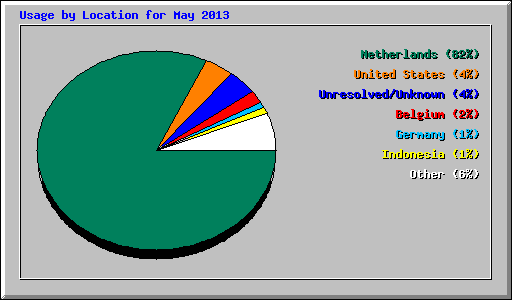 Usage by Location for May 2013
Netherlands (82%)
United States (4%)
Unresolved/Unknown (4%)
Belgium (2%)
Germany (1%)
Indonesia (1%)
Other (6%)